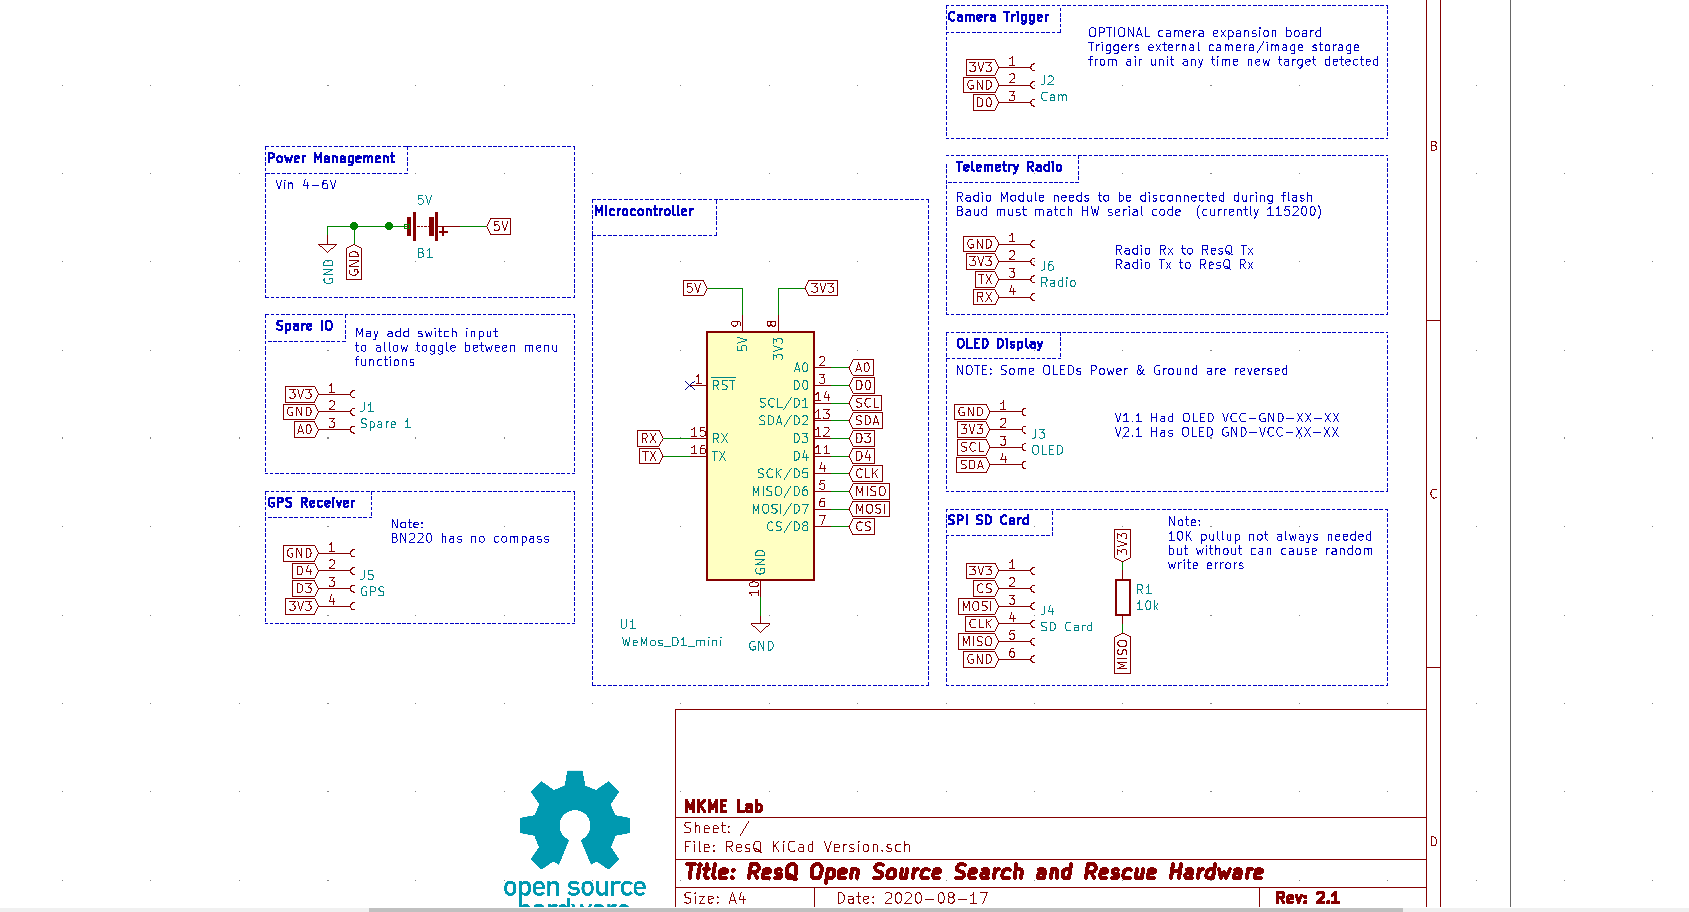 Camera Trigger
OPTIONAL camera expansion board
Triggers external camera/image storage
from air unit any time new target detected
3V3 1
GND 2
D0 3
J2
Cam
B
Power Management
Vin 4-6V
5V
5V
B1
GND
GND
Telemetry Radio
Radio Module needs to be disconnected during flash
Baud must match HW serial code (currently 115200)
GND 1
3V3 2
TX 3
RX 4
J6
Radio
Radio Rx to ResQ Tx
Radio Tx to ResQ Rx
Microcontroller
5V
3V3
9
8
5V
3V3
1 RST
RX 15 RX
TX 16 TX
A0 2 A0
D0 3 D0
SCL/D1 14 SCL
SDA/D2 13 SDA
D3 12 D3
D4 11 D4
SCK/D5 4 CLK
MISO/D6 5 MISO
MOSI/D7 6 MOSI
CS/D8 7 CS
GND
10
GND
U1
WeMos_D1_mini
Spare IO
May add switch input
to allow toggle between menu
functions
3V3 1
GND 2
A0 3
J1
Spare 1
OLED Display
NOTE: Some OLEDs Power & Ground are reversed
GND 1
3V3 2
SCL 3
SDA 4
J3
OLED
V1.1 Had OLED VCC-GND-XX-XX
V2.1 Has OLED GND-VCC-XX-XX
C
GPS Receiver
Note:
BN220 has no compass
GND 1
D4 2
D3 3
3V3 4
J5
GPS
SPI SD Card
3V3 1
CS 2
MOSI 3
CLK 4
MISO 5
GND 6
J4
SD Card
3V3
R1
10k
MISO
Note:
10K pullup not always needed
but without can cause random
write errors
open source
hardware
MKME Lab
Sheet: /
File: ResQ KiCad Version.sch
D
Title: ResQ Open Source Search and Rescue Hardware
Size: A4
Date: 2020-08-17
Rev: 2.1